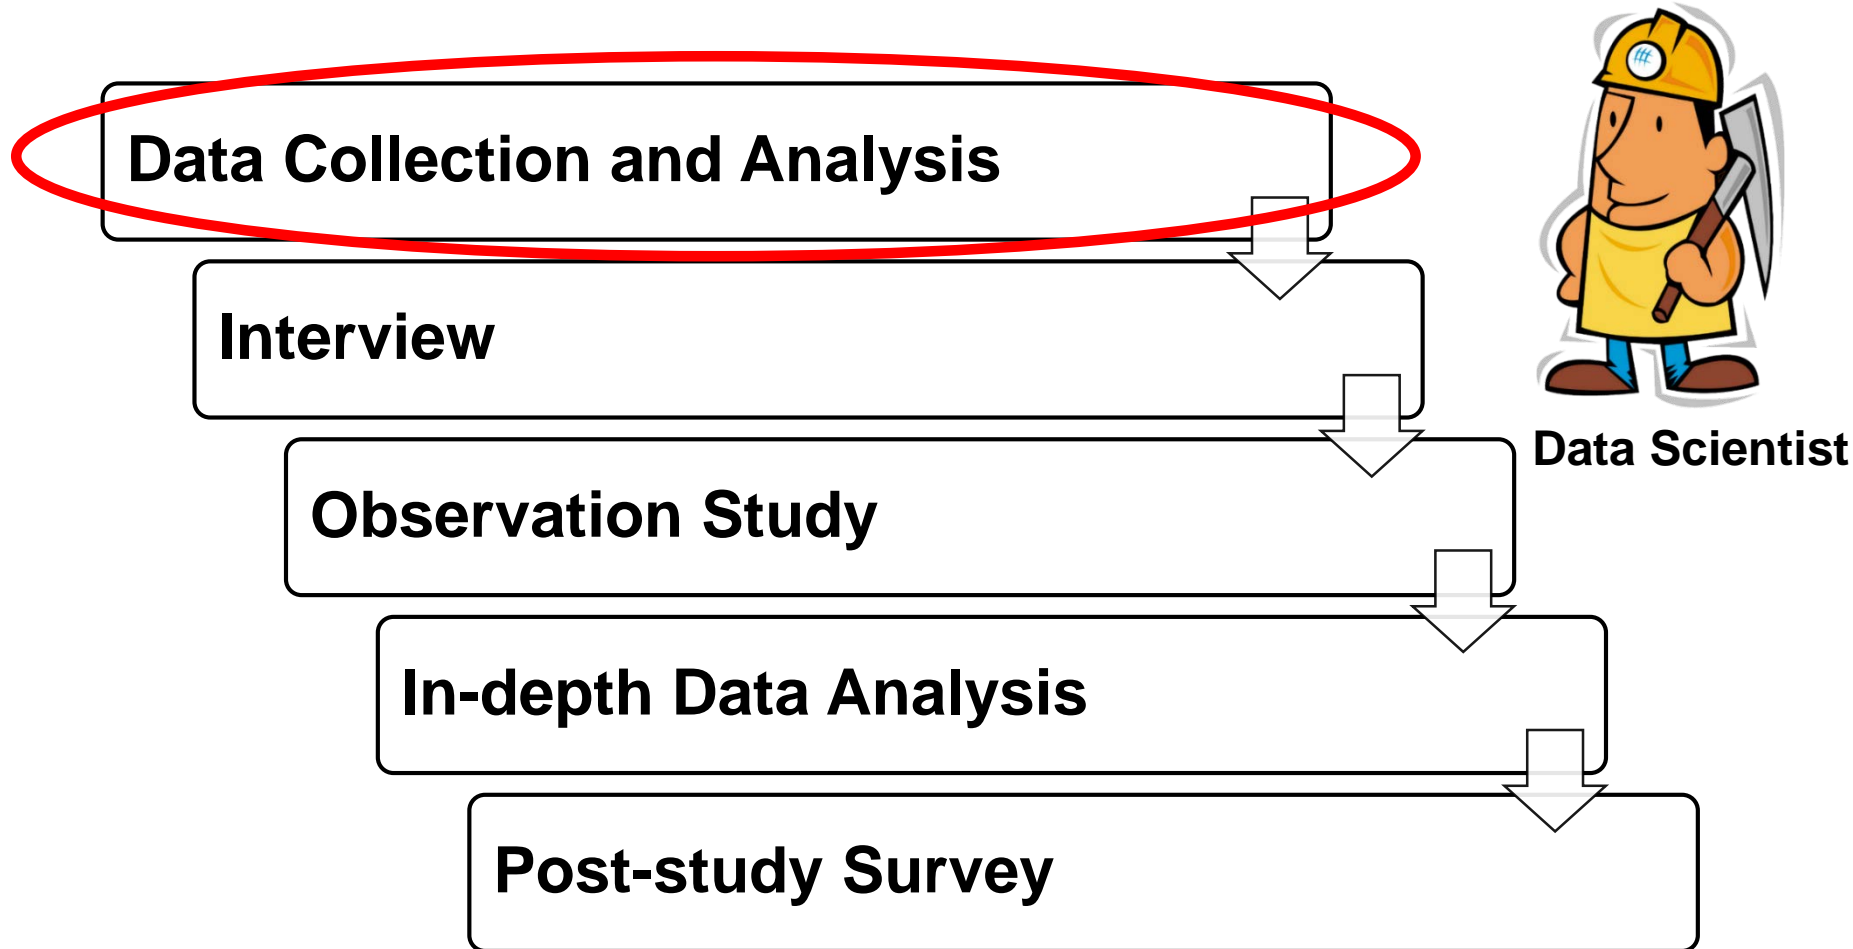 Data Collection and Analysis
Interview
Data Scientist
Observation Study
In-depth Data Analysis
Post-study Survey